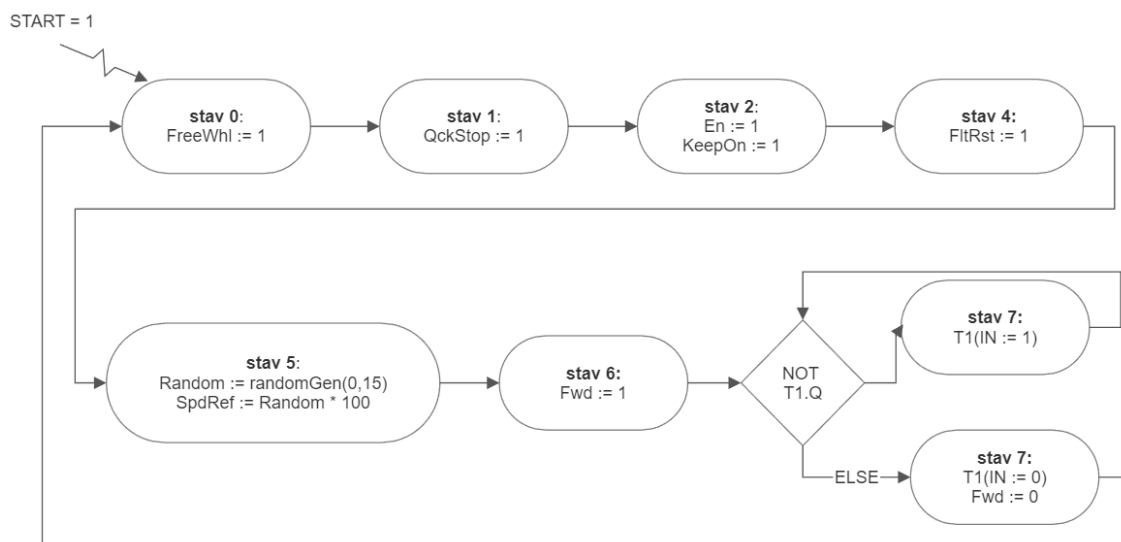 START = 1
stav 0:
FreeWhl := 1
stav 1:
QckStop := 1
stav 2:
En := 1
KeepOn := 1
stav 4:
FltRst := 1
stav 5:
Random := randomGen(0,15)
SpdRef := Random * 100
stav 6:
Fwd := 1
NOT
T1.Q
stav 7:
T1(IN := 1)
ELSE
stav 7:
T1(IN := 0)
Fwd := 0